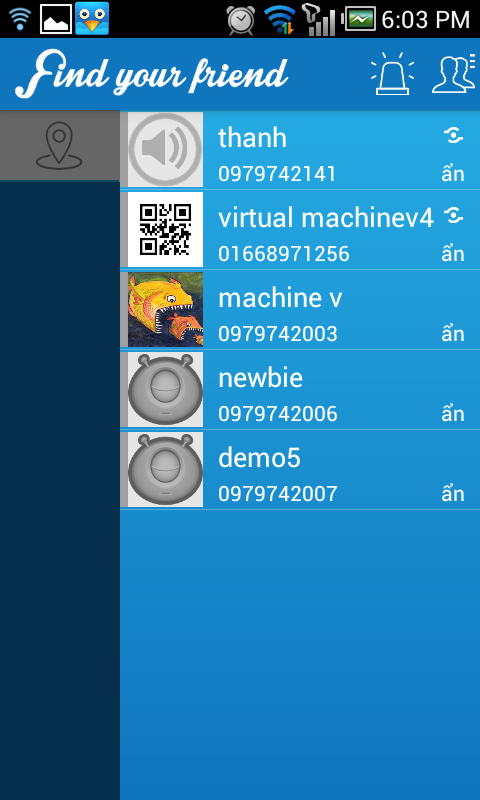 6:03 PM
Find your friend
thanh
0979742141 ẩn
virtual machinev4
01668971256 ẩn
machine v
0979742003 ẩn
newbie
0979742006 ẩn
demo5
0979742007 ẩn